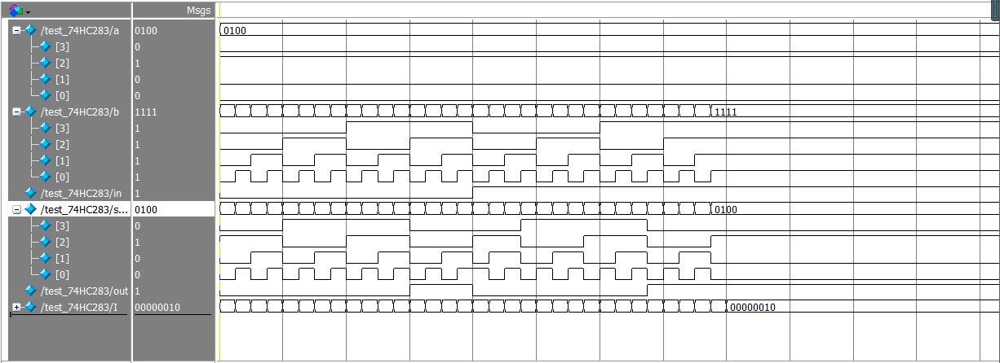 Msgs
/test_74HC283/a 0100 0100
[3] 0
[2] 1
[1] 0
[0] 0
/test_74HC283/b 1111 1111
[3] 1
[2] 1
[1] 1
[0] 1
/test_74HC283/in 1
/test_74HC283/s... 0100 0100
[3] 0
[2] 1
[1] 0
[0] 0
/test_74HC283/out 1
/test_74HC283/I 00000010 00000010